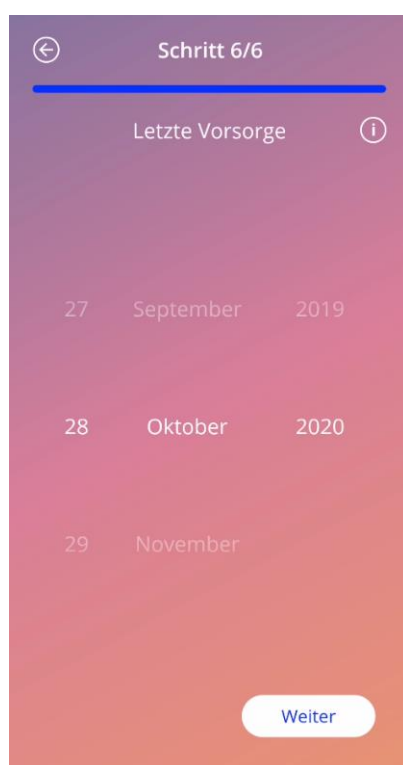 Schritt 6/6
Letzte Vorsorge
27 September 2019
28 Oktober 2020
29 November
Weiter